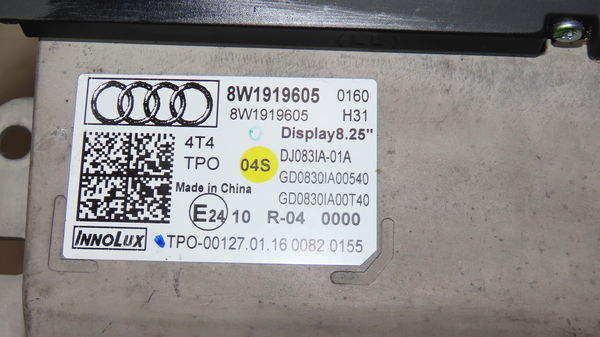 8W1919605 0160
8W1919605 H31
Display8.25"
4T4
TPO 04S DJ083IA-01A
GD0830IA00540
Made in China GD0830IA00T40
E24 10 R-04 0000
INNOLUX TPO-00127.01.16 0082 0155